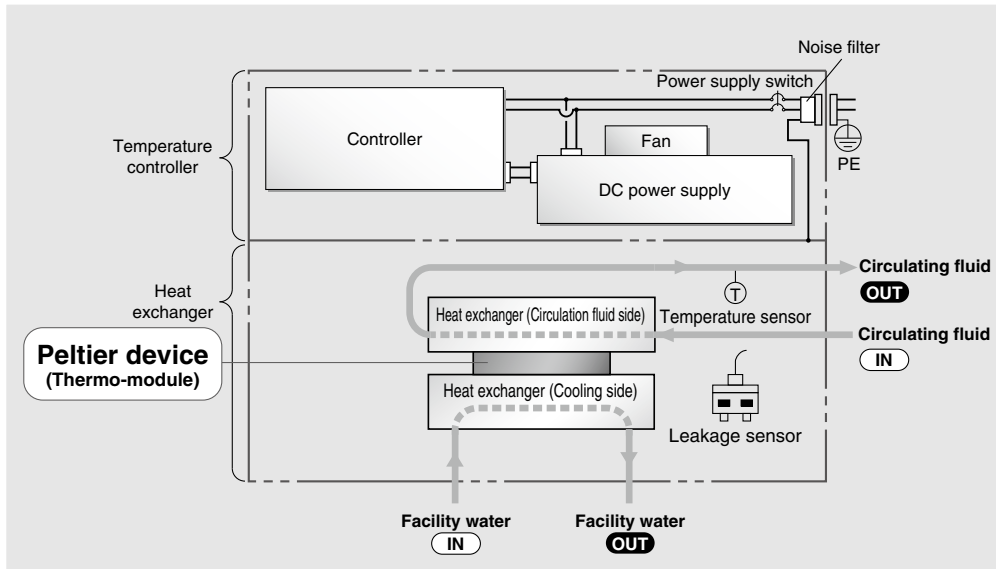 Noise filter
Power supply switch
Controller
Fan
Temperature
controller
PE
DC power supply
Circulating fluid
OUT
Heat
exchanger
T
Heat exchanger (Circulation fluid side)
Temperature sensor
Circulating fluid
IN
Peltier device
(Thermo-module)
Heat exchanger (Cooling side)
Leakage sensor
Facility water
IN
Facility water
OUT